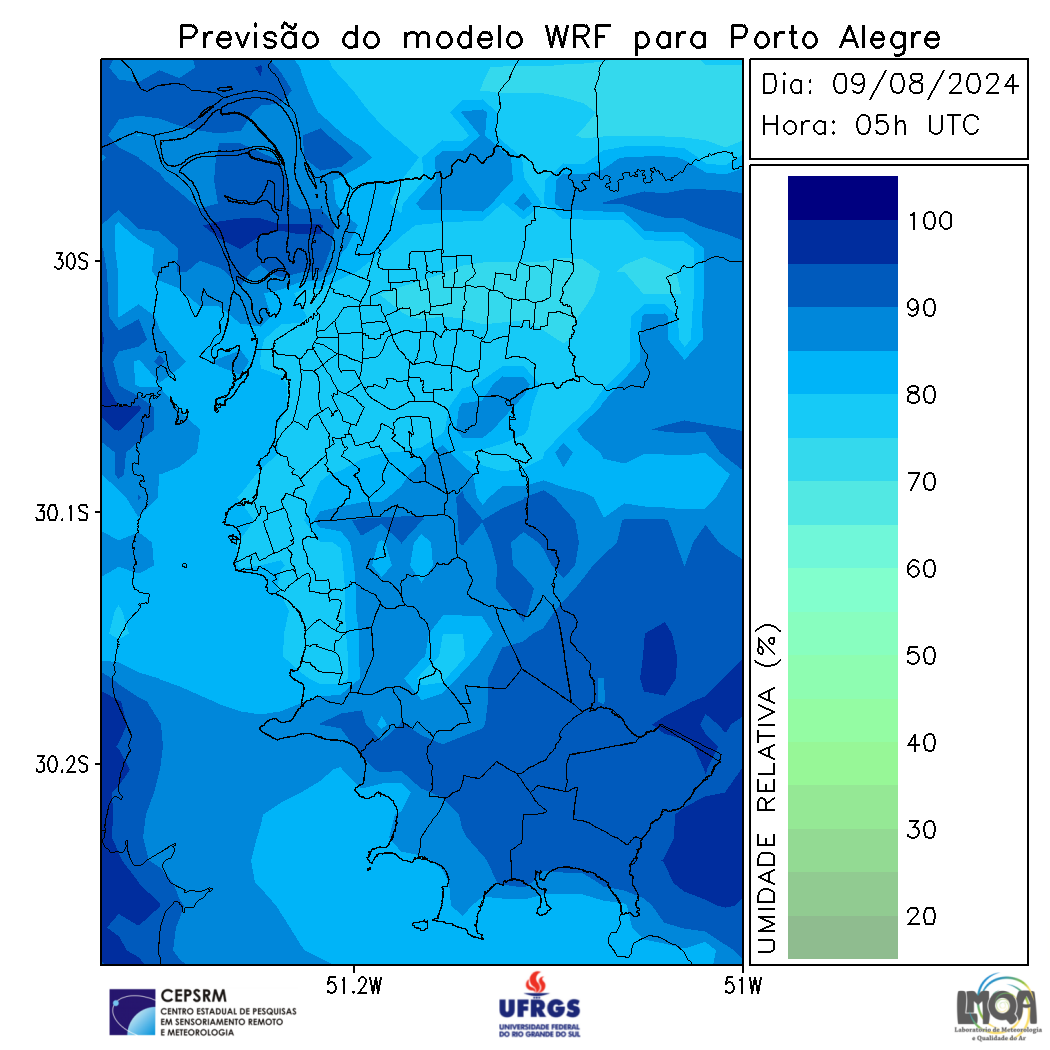 Previsão do modelo WRF para Porto Alegre
Dia: 09/08/2024
Hora: 05h UTC
100
90
80
70
60
50
40
30
20
UMIDADE RELATIVA (%)
30S
30.1S
30.2S
51.2W
51W
CEPSRM
CENTRO ESTADUAL DE PESQUISAS
EM SENSORIAMENTO REMOTO
E METEOROLOGIA
UFRGS
UNIVERSIDADE FEDERAL
DO RIO GRANDE DO SUL
LMQA
Laboratório de Meteorologia
e Qualidade do Ar